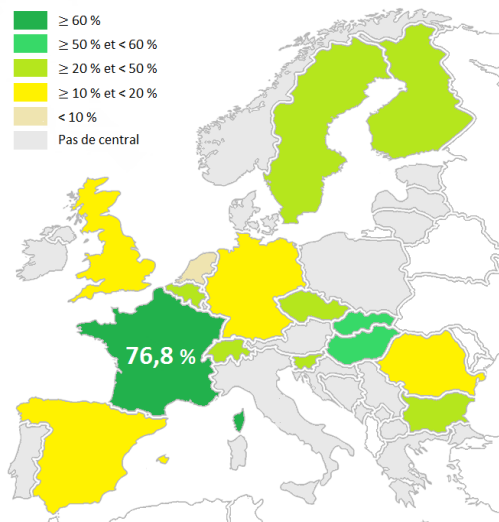 ≥ 60 %
≥ 50 % et < 60 %
≥ 20 % et < 50 %
≥ 10 % et < 20 %
< 10 %
Pas de central
76,8 %